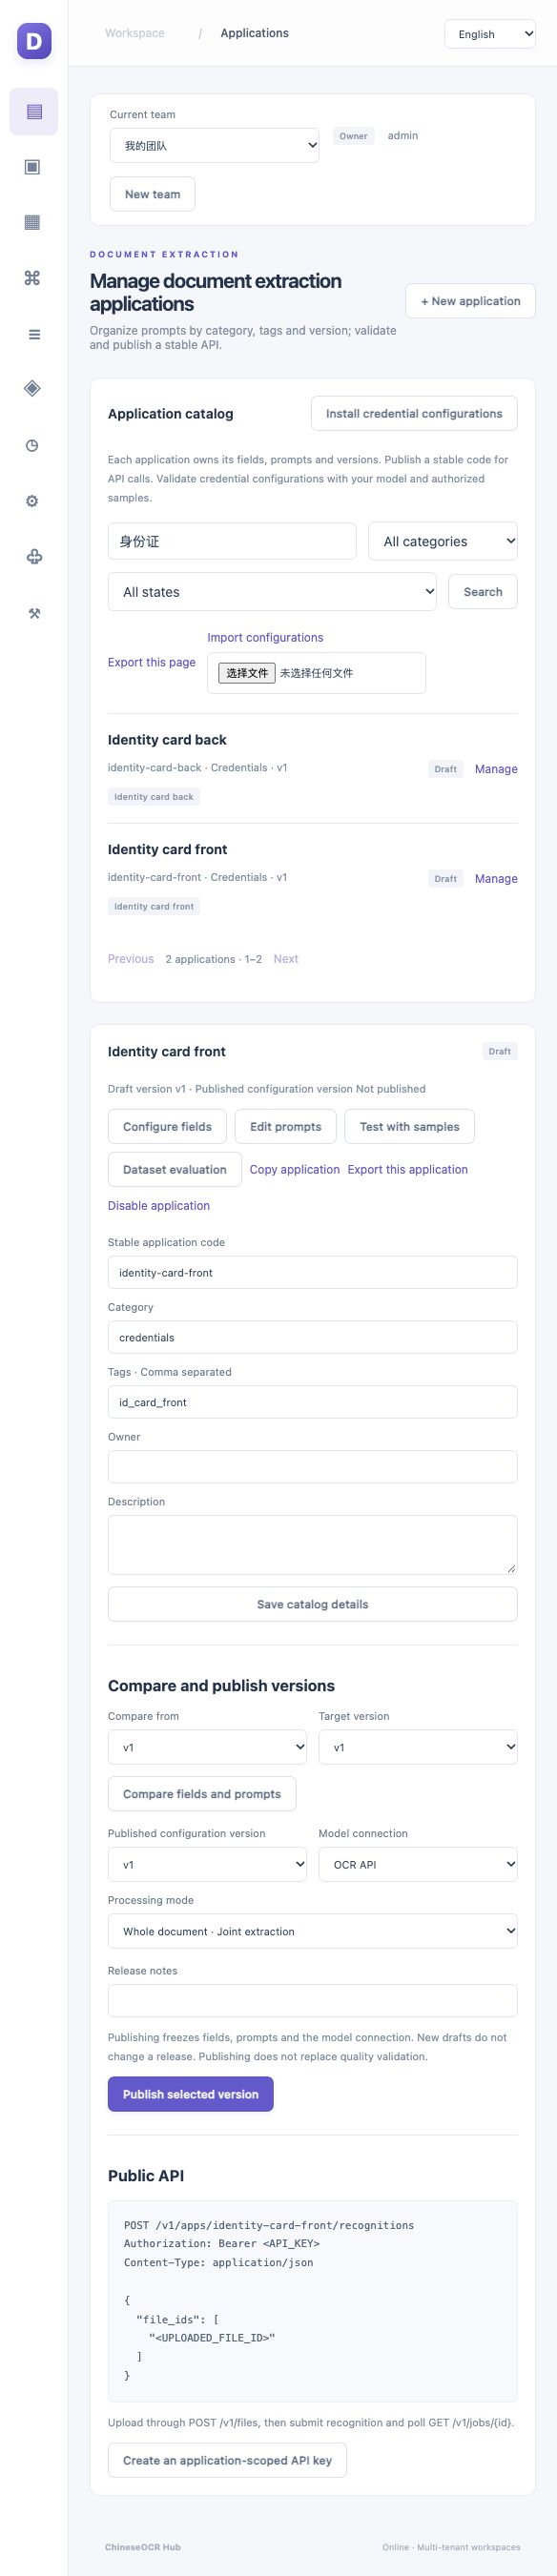 D
Workspace / Applications
English
Current team
我的团队
Owner
admin
New team
DOCUMENT EXTRACTION
Manage document extraction
applications
+ New application
Organize prompts by category, tags and version; validate
and publish a stable API.
Application catalog
Install credential configurations
Each application owns its fields, prompts and versions. Publish a stable code for
API calls. Validate credential configurations with your model and authorized
samples.
身份证
All categories
All states
Search
Export this page
Import configurations
选择文件 未选择任何文件
Identity card back
identity-card-back · Credentials · v1
Draft
Manage
Identity card back
Identity card front
identity-card-front · Credentials · v1
Draft
Manage
Identity card front
Previous
2 applications · 1–2
Next
Identity card front
Draft
Draft version v1 · Published configuration version Not published
Configure fields
Edit prompts
Test with samples
Dataset evaluation
Copy application
Export this application
Disable application
Stable application code
identity-card-front
Category
credentials
Tags · Comma separated
id_card_front
Owner
Description
Save catalog details
Compare and publish versions
Compare from
Target version
v1
v1
Compare fields and prompts
Published configuration version
Model connection
v1
OCR API
Processing mode
Whole document · Joint extraction
Release notes
Publishing freezes fields, prompts and the model connection. New drafts do not
change a release. Publishing does not replace quality validation.
Publish selected version
Public API
POST /v1/apps/identity-card-front/recognitions
Authorization: Bearer <API_KEY>
Content-Type: application/json
{
"file_ids": [
"<UPLOADED_FILE_ID>"
]
}
Upload through POST /v1/files, then submit recognition and poll GET /v1/jobs/{id}.
Create an application-scoped API key
ChineseOCR Hub
Online · Multi-tenant workspaces